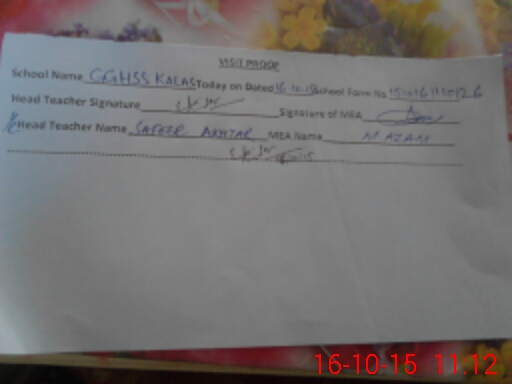 VISIT PROOF
School Name GGHSS KALAS Today on Dated 16-10-15 School Form No
Head Teacher Signature Signature of MEA
Head Teacher Name SAFEER AKHTAR MEA Name M AZAM
16-10-15 11:12